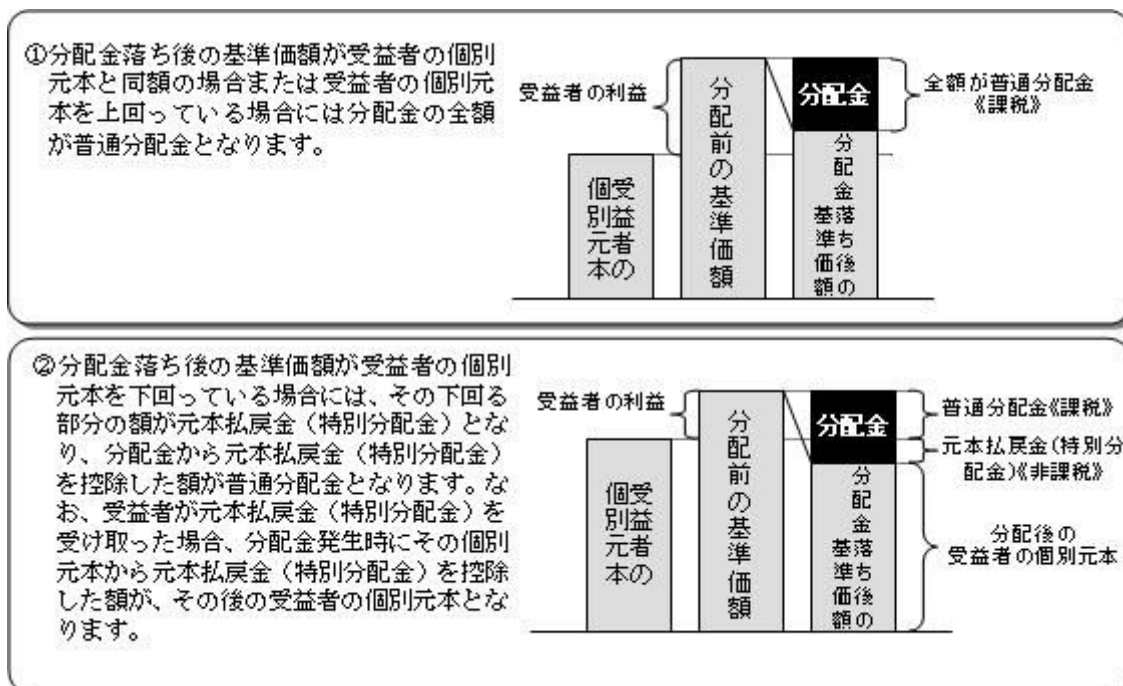 ①分配金落ち後の基準価額が受益者の個別
元本と同額の場合または受益者の個別元
本を上回っている場合には分配金の全額
が普通分配金となります。
受益者の利益
受益者の
個別元本
分配前の基準価額
分配金
分配金落ち後の
基準価額
全額が普通分配金
《課税》
②分配金落ち後の基準価額が受益者の個別
元本を下回っている場合には、その下回る
部分の額が元本払戻金（特別分配金）とな
り、分配金から元本払戻金（特別分配金）
を控除した額が普通分配金となります。な
お、受益者が元本払戻金（特別分配金）を
受け取った場合、分配金発生時にその個別
元本から元本払戻金（特別分配金）を控除
した額が、その後の受益者の個別元本とな
ります。
受益者の利益
受益者の
個別元本
分配前の基準価額
分配金
分配金落ち後の
基準価額
普通分配金《課税》
元本払戻金（特別分
配金）《非課税》
分配後の
受益者の個別元本